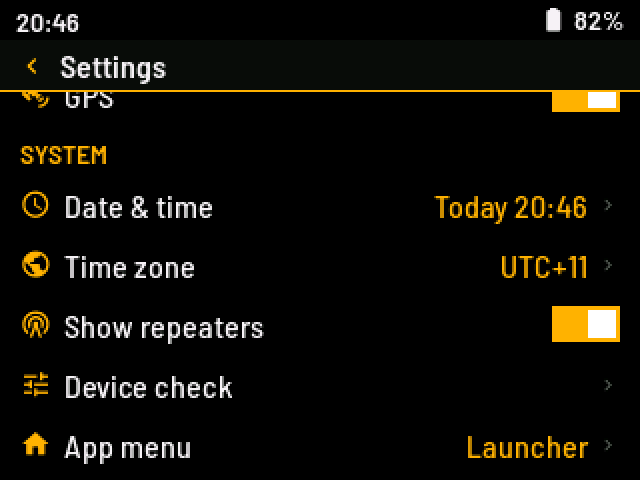 20:46 82%
Settings
GPS
SYSTEM
Date & time Today 20:46
Time zone UTC+11
Show repeaters
Device check
App menu Launcher